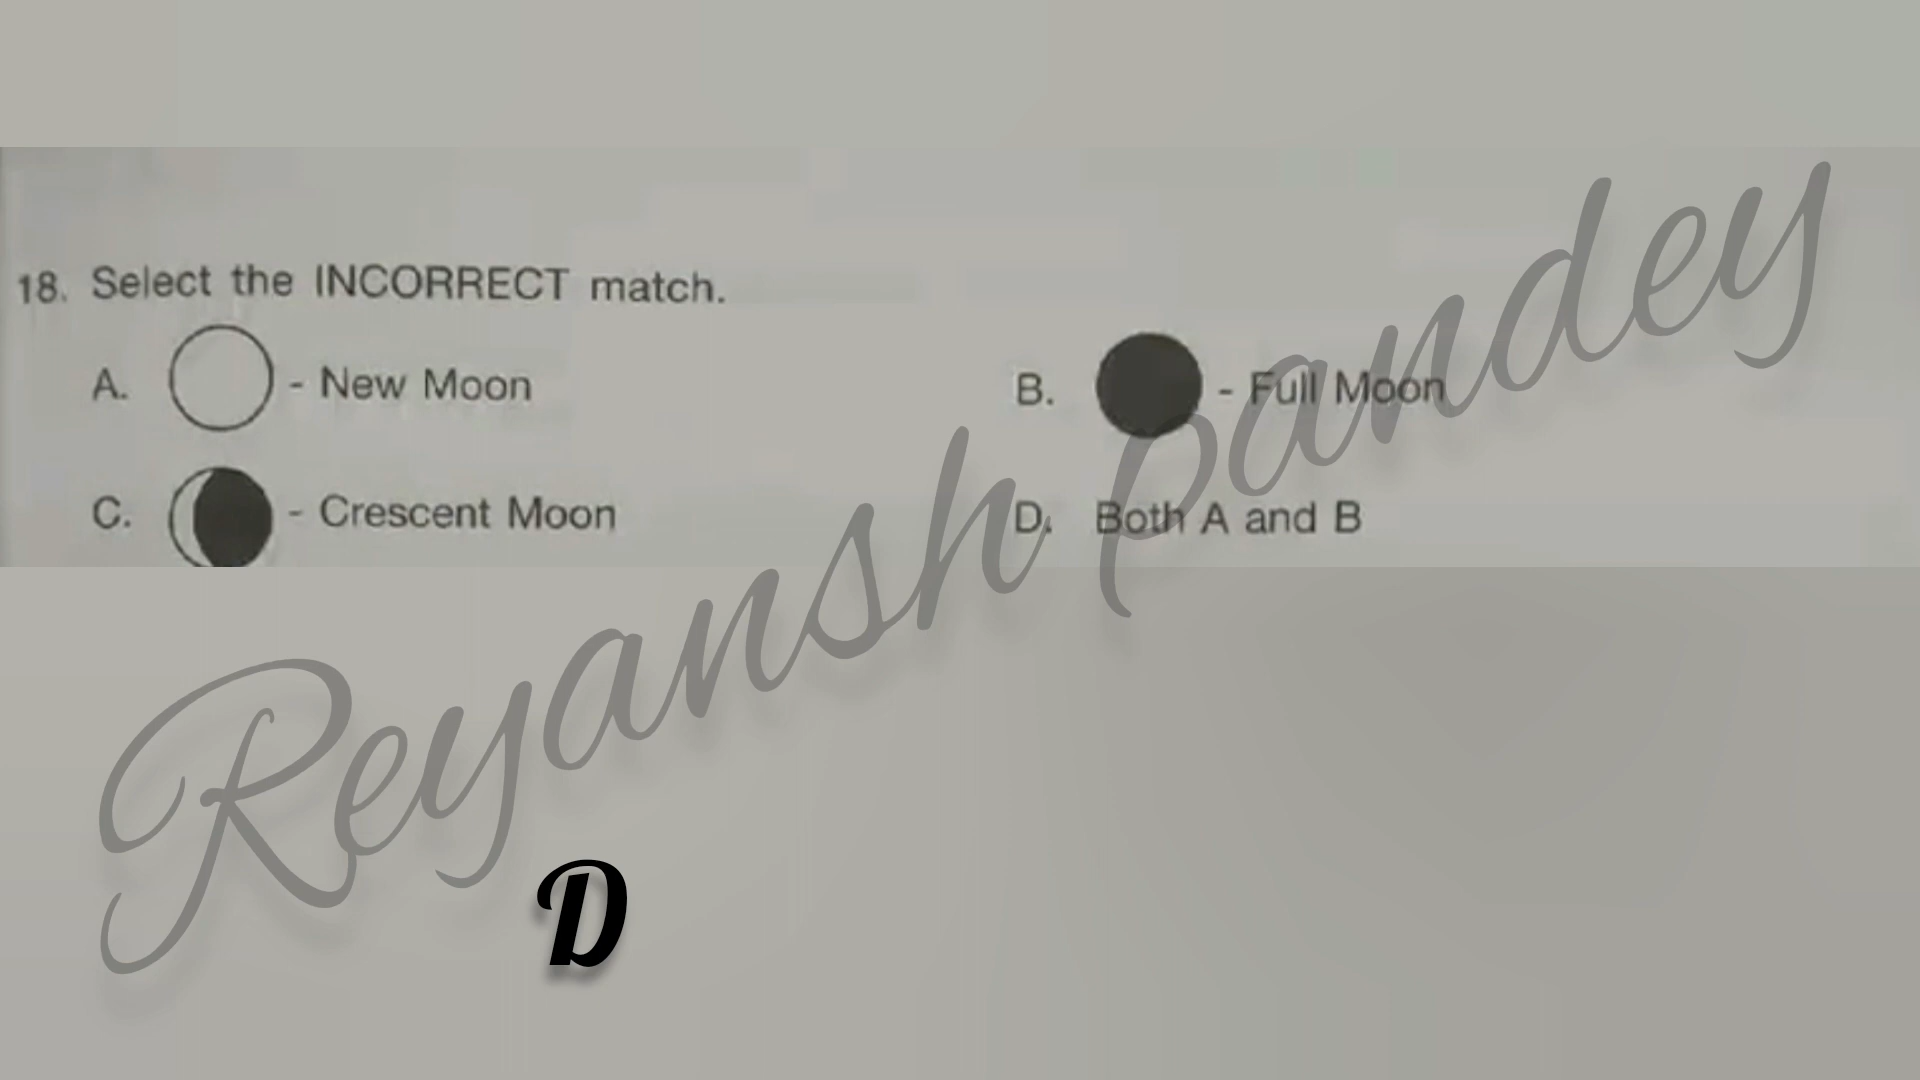 18. Select the INCORRECT match.
A. - New Moon
B. - Full Moon
C. - Crescent Moon
D. Both A and B
Reyansh Pandey
D